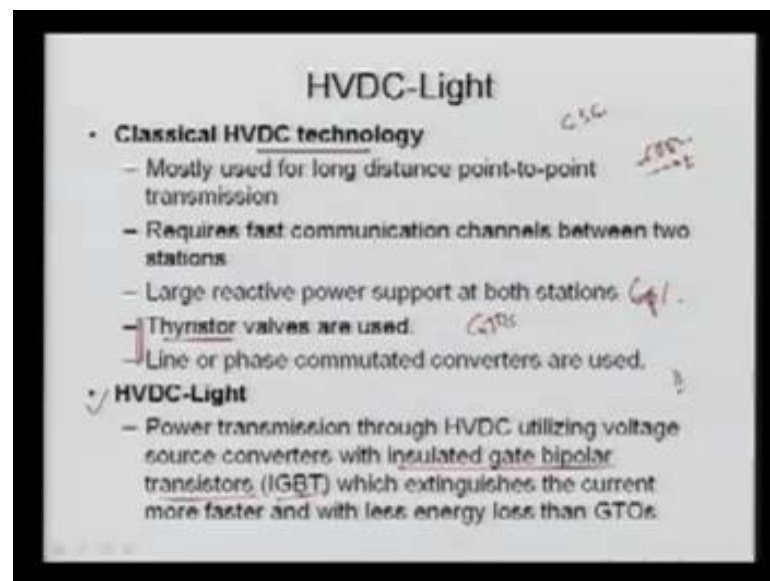 HVDC-Light
CSC
• Classical HVDC technology
– Mostly used for long distance point-to-point
transmission
– Requires fast communication channels between two
stations
– Large reactive power support at both stations
– Thyristor valves are used. GTOs
– Line or phase commutated converters are used.
• HVDC-Light
– Power transmission through HVDC utilizing voltage
source converters with insulated gate bipolar
transistors (IGBT) which extinguishes the current
more faster and with less energy loss than GTOs